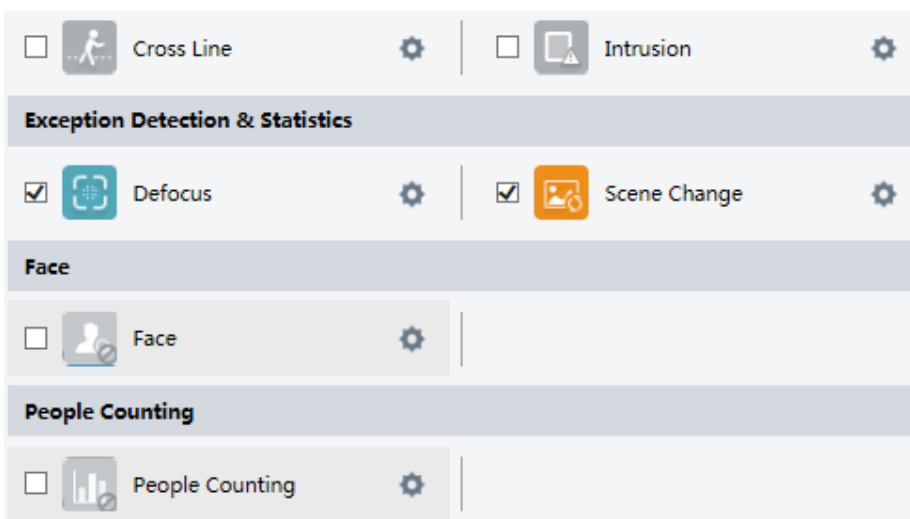 Cross Line
Intrusion
Exception Detection & Statistics
Defocus
Scene Change
Face
Face
People Counting
People Counting